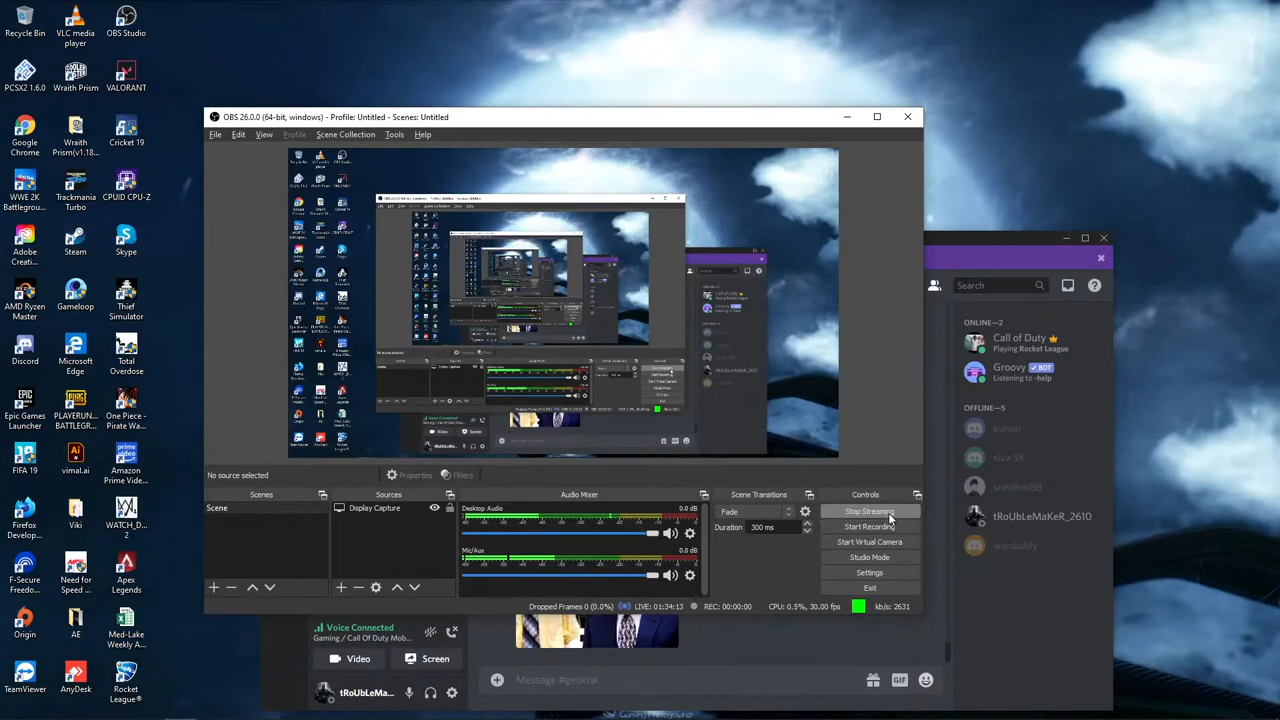 Recycle Bin
VLC media player
OBS Studio
PCSX2 1.6.0
Wraith Prism
VALORANT
Google Chrome
Wraith Prism(v1.18...
Cricket 19
WWE 2K Battlegroun...
Trackmania Turbo
CPUID CPU-Z
Adobe Creati...
Steam
Skype
AMD Ryzen Master
Gameloop
Thief Simulator
Discord
Microsoft Edge
Total Overdose
Epic Games Launcher
PLAYERUN... BATTLEGR...
One Piece - Pirate Wa...
FIFA 19
vimal.ai
Amazon Prime Vide...
Firefox Develop...
Viki
WATCH_D... 2
F-Secure Freedo...
Need for Speed ...
Apex Legends
Origin
AE
Med-Lake Weekly A...
TeamViewer
AnyDesk
Rocket League®
OBS 26.0.0 (64-bit, windows) - Profile: Untitled - Scenes: Untitled
File Edit View Profile Scene Collection Tools Help
No source selected
Properties
Filters
Scenes
Sources
Audio Mixer
Scene Transitions
Controls
Scene
Display Capture
Desktop Audio
0.0 dB
Mic/Aux
0.0 dB
Fade
Duration 300 ms
Stop Streaming
Start Recording
Start Virtual Camera
Studio Mode
Settings
Exit
Dropped Frames 0 (0.0%)
LIVE: 01:34:13
REC: 00:00:00
CPU: 0.5%, 30.00 fps
kb/s: 2631
Search
ONLINE—2
Call of Duty
Playing Rocket League
Groovy BOT
Listening to -help
OFFLINE—5
kumar
siva SK
sundhar88
tRoUbLeMaKeR_2610
wardaddy
Voice Connected
Gaming / Call Of Duty Mob...
Video
Screen
tRoUbLeMa...
Message #general
GIF
Gaming Photographer